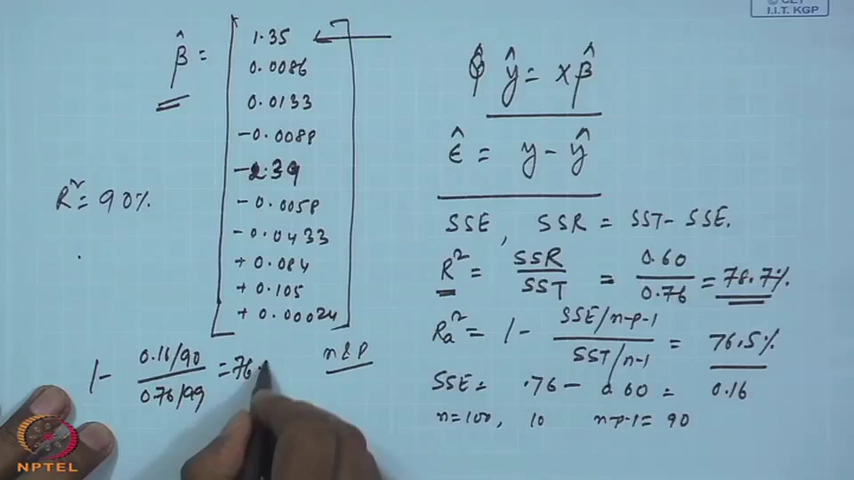 I.I.T. KGP
β̂ =
1.35
0.0086
0.0133
-0.0089
-2.39
-0.0058
-0.0433
+0.084
+0.105
+0.00024
R² = 90%.
1 - 0.16/90 / 0.76/99 = 76.
n & p
ŷ = Xβ̂
ε̂ = y - ŷ
SSE, SSR = SST - SSE.
R² = SSR / SST = 0.60 / 0.76 = 78.7%
Ra² = 1 - SSE/n-p-1 / SST/n-1 = 76.5%
SSE = .76 - 0.60 = 0.16
n=100, 10 n-p-1 = 90
NPTEL